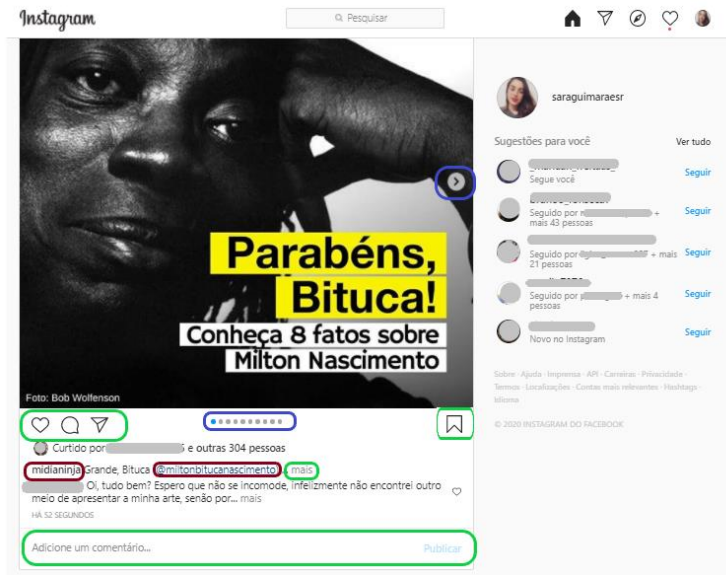 Instagram
Pesquisar
Parabéns,
Bituca!
Conheça 8 fatos sobre
Milton Nascimento
Foto: Bob Wolfenson
Curtido por e outras 304 pessoas
midianinja Grande, Bituca @miltonbitucanascimento! ... mais
Oi, tudo bem? Espero que não se incomode, infelizmente não encontrei outro
meio de apresentar a minha arte, senão por... mais
HÁ 52 SEGUNDOS
Adicione um comentário... Publicar
saraguimaraesr
Sugestões para você Ver tudo
Segue você Seguir
Seguido por + Seguir
mais 43 pessoas
Seguido por + mais Seguir
21 pessoas
Seguido por + mais 4 Seguir
pessoas
Novo no Instagram Seguir
Sobre · Ajuda · Imprensa · API · Carreiras · Privacidade ·
Termos · Localizações · Contas mais relevantes · Hashtags ·
Idioma
© 2020 INSTAGRAM DO FACEBOOK